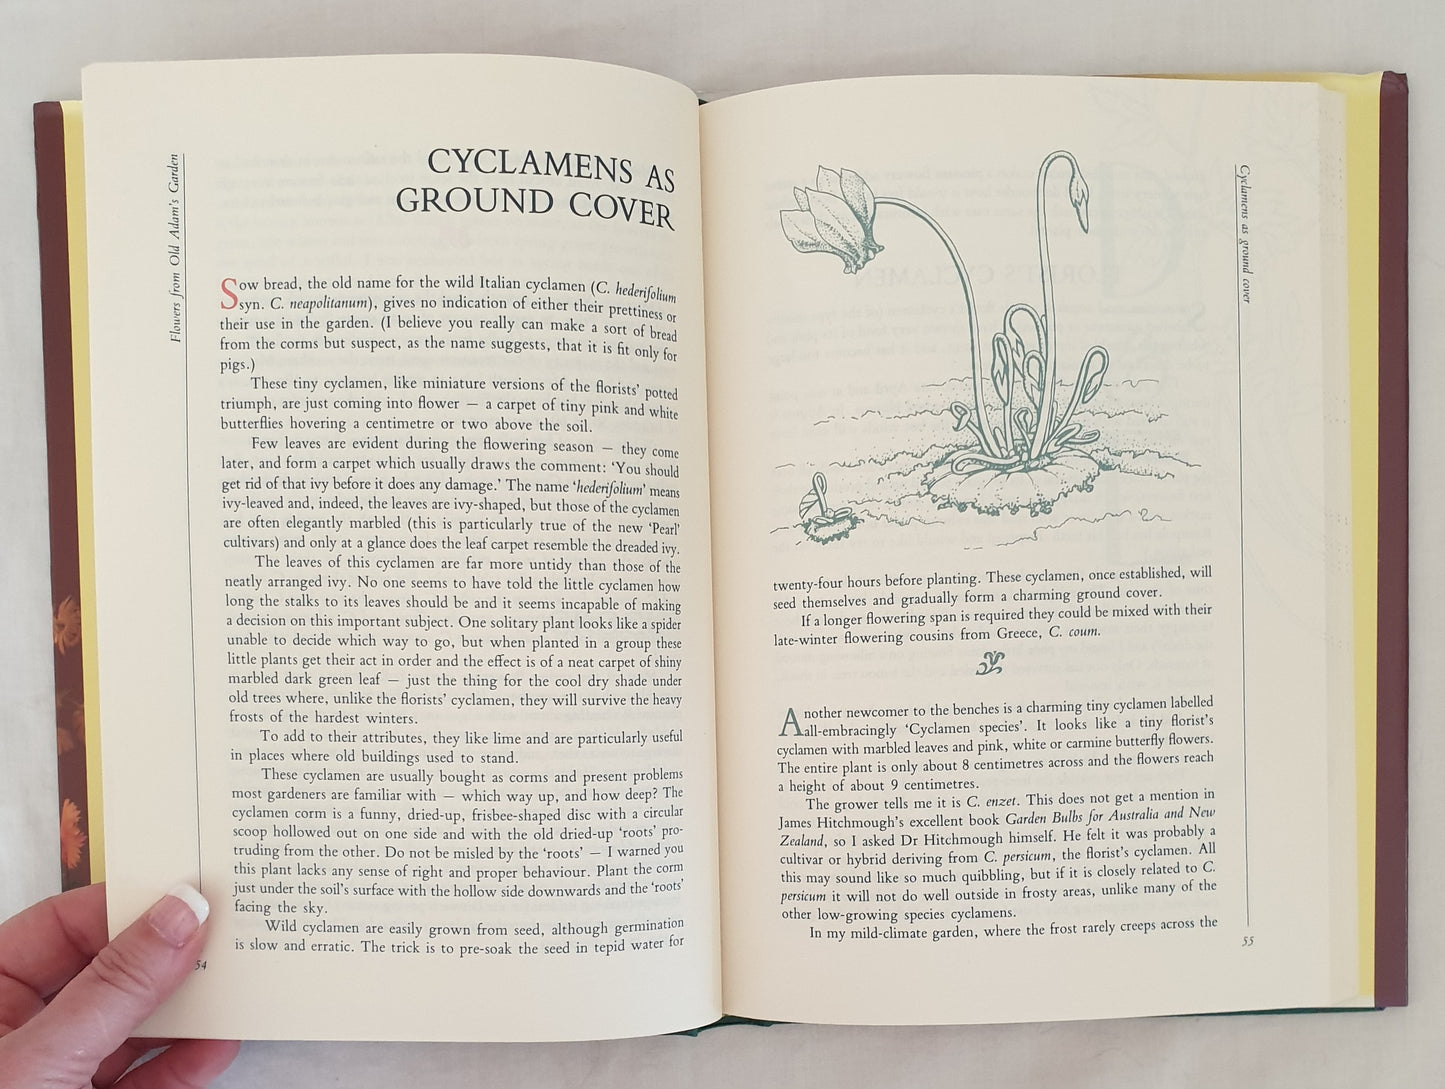 Flowers from Old Adam's Garden
CYCLAMENS AS
GROUND COVER
Sow bread, the old name for the wild Italian cyclamen (C. hederifolium
syn. C. neapolitanum), gives no indication of either their prettiness or
their use in the garden. (I believe you really can make a sort of bread
from the corms but suspect, as the name suggests, that it is fit only for
pigs.)
These tiny cyclamen, like miniature versions of the florists' potted
triumph, are just coming into flower — a carpet of tiny pink and white
butterflies hovering a centimetre or two above the soil.
Few leaves are evident during the flowering season — they come
later, and form a carpet which usually draws the comment: 'You should
get rid of that ivy before it does any damage.' The name 'hederifolium' means
ivy-leaved and, indeed, the leaves are ivy-shaped, but those of the cyclamen
are often elegantly marbled (this is particularly true of the new 'Pearl'
cultivars) and only at a glance does the leaf carpet resemble the dreaded ivy.
The leaves of this cyclamen are far more untidy than those of the
neatly arranged ivy. No one seems to have told the little cyclamen how
long the stalks to its leaves should be and it seems incapable of making
a decision on this important subject. One solitary plant looks like a spider
unable to decide which way to go, but when planted in a group these
little plants get their act in order and the effect is of a neat carpet of shiny
marbled dark green leaf — just the thing for the cool dry shade under
old trees where, unlike the florists' cyclamen, they will survive the heavy
frosts of the hardest winters.
To add to their attributes, they like lime and are particularly useful
in places where old buildings used to stand.
These cyclamen are usually bought as corms and present problems
most gardeners are familiar with — which way up, and how deep? The
cyclamen corm is a funny, dried-up, frisbee-shaped disc with a circular
scoop hollowed out on one side and with the old dried-up 'roots' pro-
truding from the other. Do not be misled by the 'roots' — I warned you
this plant lacks any sense of right and proper behaviour. Plant the corm
just under the soil's surface with the hollow side downwards and the 'roots'
facing the sky.
Wild cyclamen are easily grown from seed, although germination
is slow and erratic. The trick is to pre-soak the seed in tepid water for
54
Cyclamens as ground cover
twenty-four hours before planting. These cyclamen, once established, will
seed themselves and gradually form a charming ground cover.
If a longer flowering span is required they could be mixed with their
late-winter flowering cousins from Greece, C. coum.
Another newcomer to the benches is a charming tiny cyclamen labelled
all-embracingly 'Cyclamen species'. It looks like a tiny florist's
cyclamen with marbled leaves and pink, white or carmine butterfly flowers.
The entire plant is only about 8 centimetres across and the flowers reach
a height of about 9 centimetres.
The grower tells me it is C. enzet. This does not get a mention in
James Hitchmough's excellent book Garden Bulbs for Australia and New
Zealand, so I asked Dr Hitchmough himself. He felt it was probably a
cultivar or hybrid deriving from C. persicum, the florist's cyclamen. All
this may sound like so much quibbling, but if it is closely related to C.
persicum it will not do well outside in frosty areas, unlike many of the
other low-growing species cyclamens.
In my mild-climate garden, where the frost rarely creeps across the
55